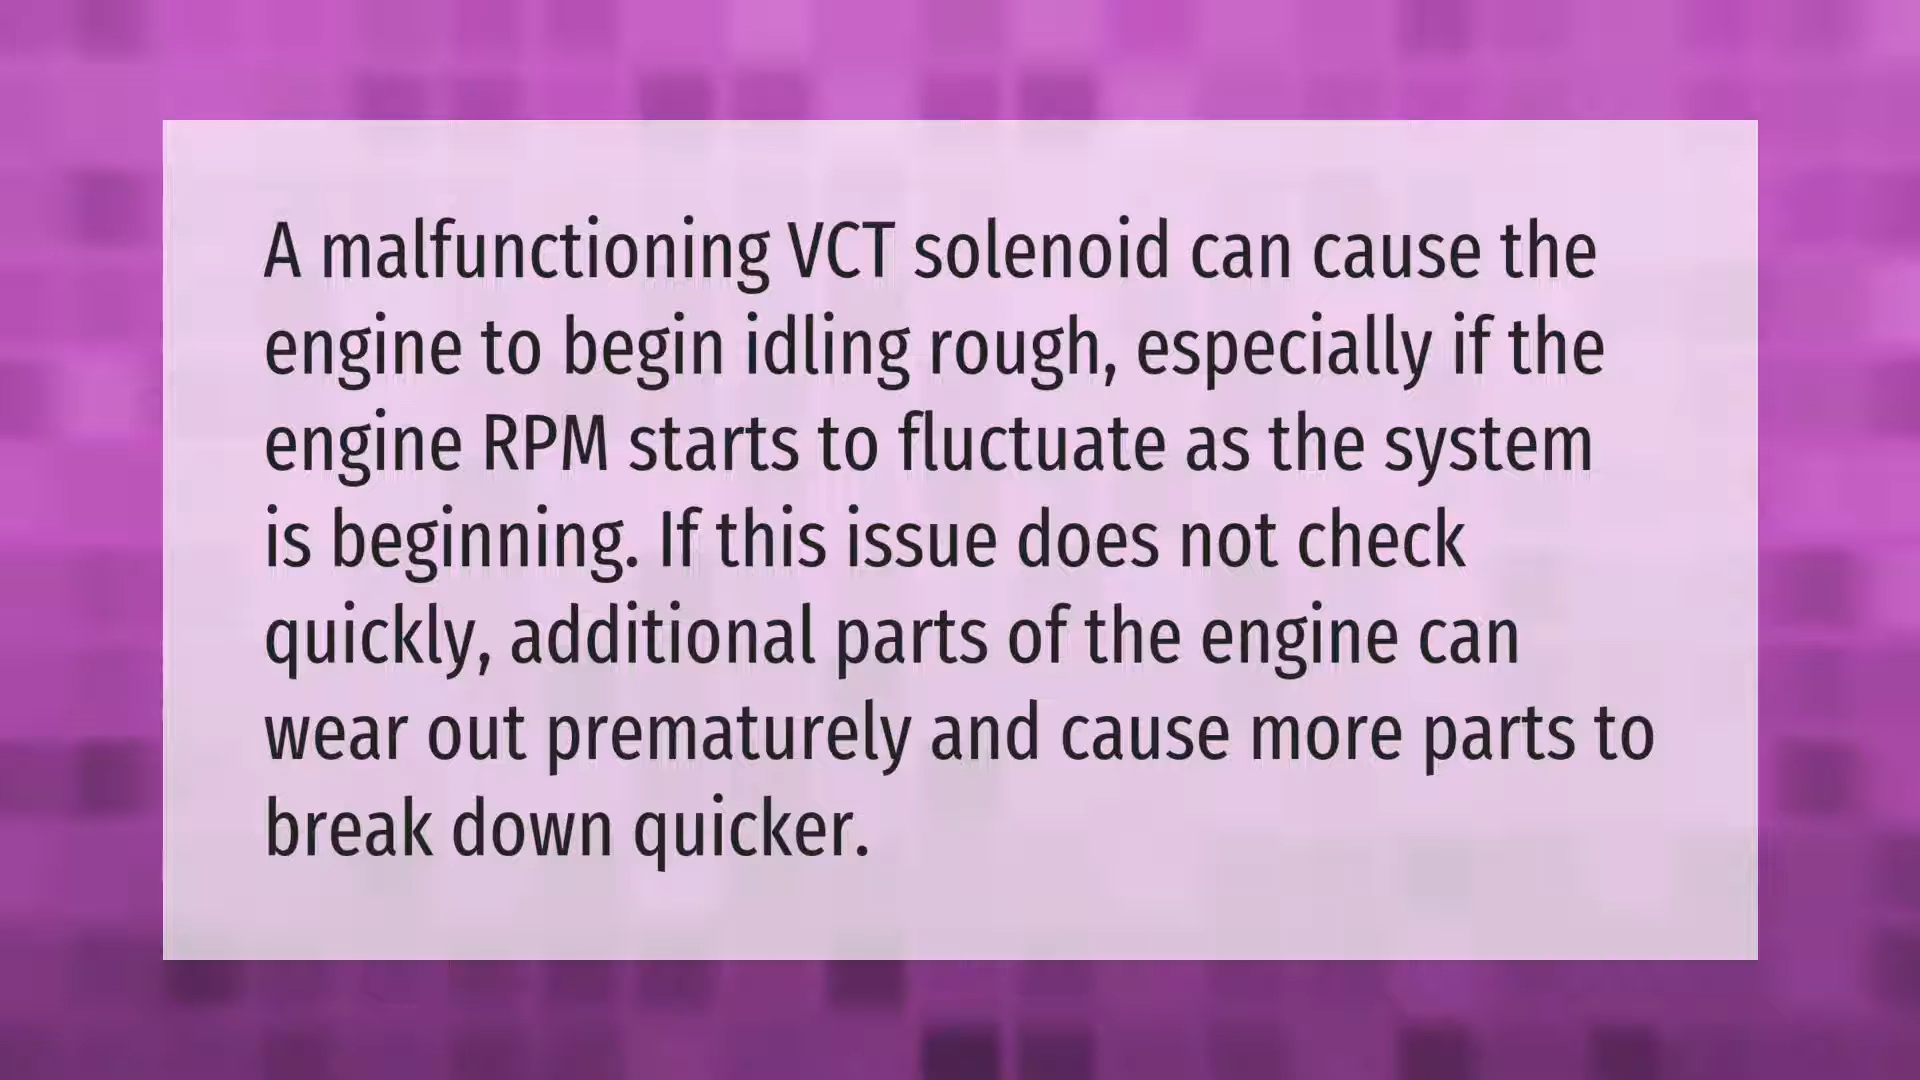 A malfunctioning VCT solenoid can cause the
engine to begin idling rough, especially if the
engine RPM starts to fluctuate as the system
is beginning. If this issue does not check
quickly, additional parts of the engine can
wear out prematurely and cause more parts to
break down quicker.